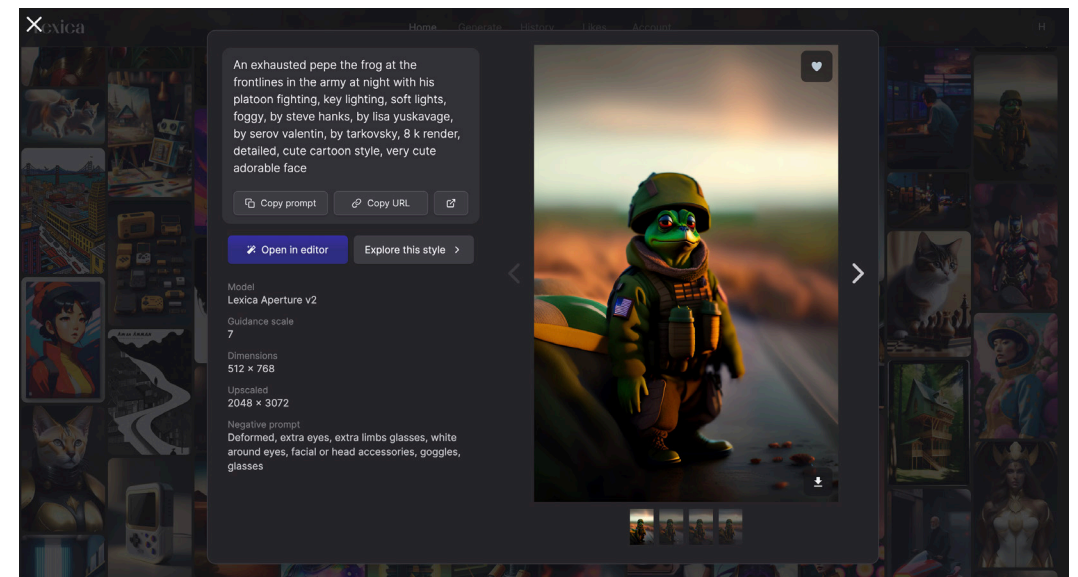 Lexica
Home Generate History Likes Account
H
An exhausted pepe the frog at the
frontlines in the army at night with his
platoon fighting, key lighting, soft lights,
foggy, by steve hanks, by lisa yuskavage,
by serov valentin, by tarkovsky, 8 k render,
detailed, cute cartoon style, very cute
adorable face
Copy prompt
Copy URL
Open in editor
Explore this style
Model
Lexica Aperture v2
Guidance scale
7
Dimensions
512 × 768
Upscaled
2048 × 3072
Negative prompt
Deformed, extra eyes, extra limbs glasses, white
around eyes, facial or head accessories, goggles,
glasses